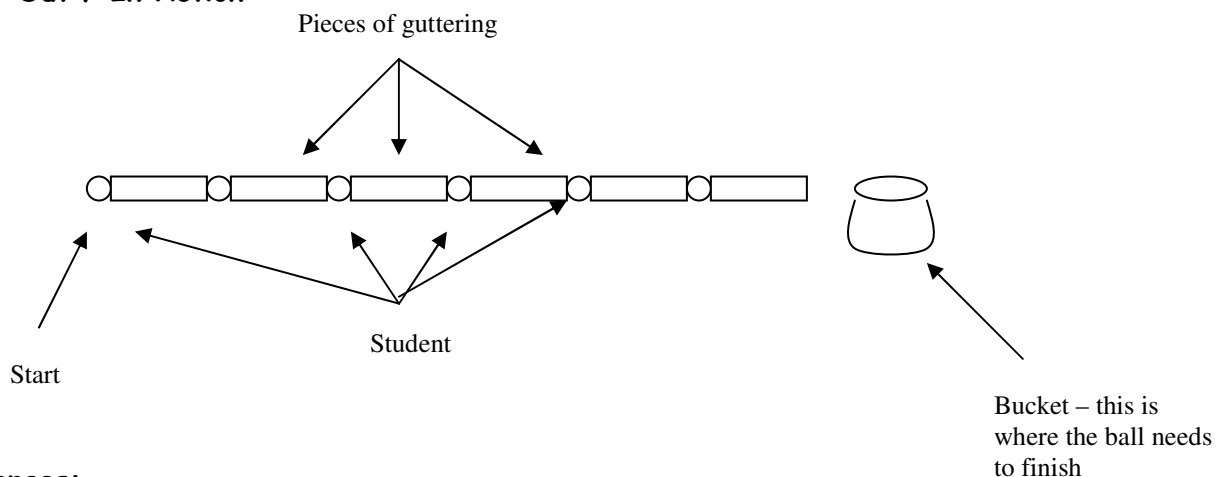 Pieces of guttering
Student
Start
Bucket – this is
where the ball needs
to finish